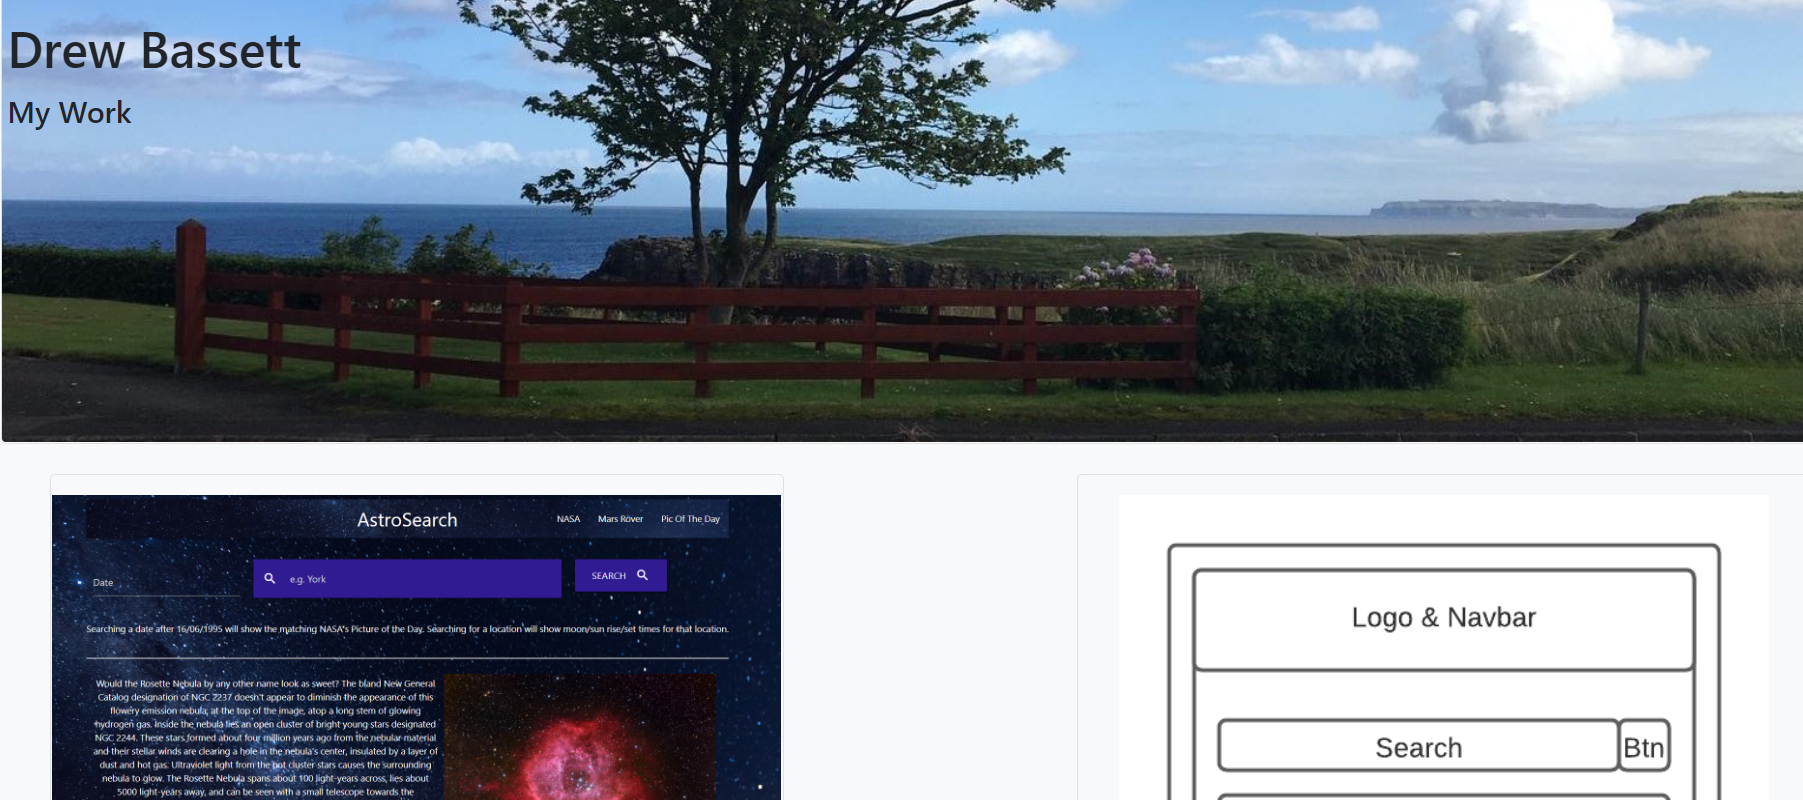 Drew Bassett
My Work
AstroSearch
NASA Mars Rover Pic Of The Day
Date
e.g. York
SEARCH
Searching a date after 16/06/1995 will show the matching NASA's Picture of the Day. Searching for a location will show moon/sun rise/set times for that location.
Would the Rosette Nebula by any other name look as sweet? The bland New General
Catalog designation of NGC 2237 doesn't appear to diminish the appearance of this
flowery emission nebula, at the top of the image, atop a long stem of glowing
hydrogen gas. Inside the nebula lies an open cluster of bright young stars designated
NGC 2244. These stars formed about four million years ago from the nebular material
and their stellar winds are clearing a hole in the nebula's center, insulated by a layer of
dust and hot gas. Ultraviolet light from the hot cluster stars causes the surrounding
nebula to glow. The Rosette Nebula spans about 100 light-years across, lies about
5000 light-years away, and can be seen with a small telescope towards the
Logo & Navbar
Search
Btn